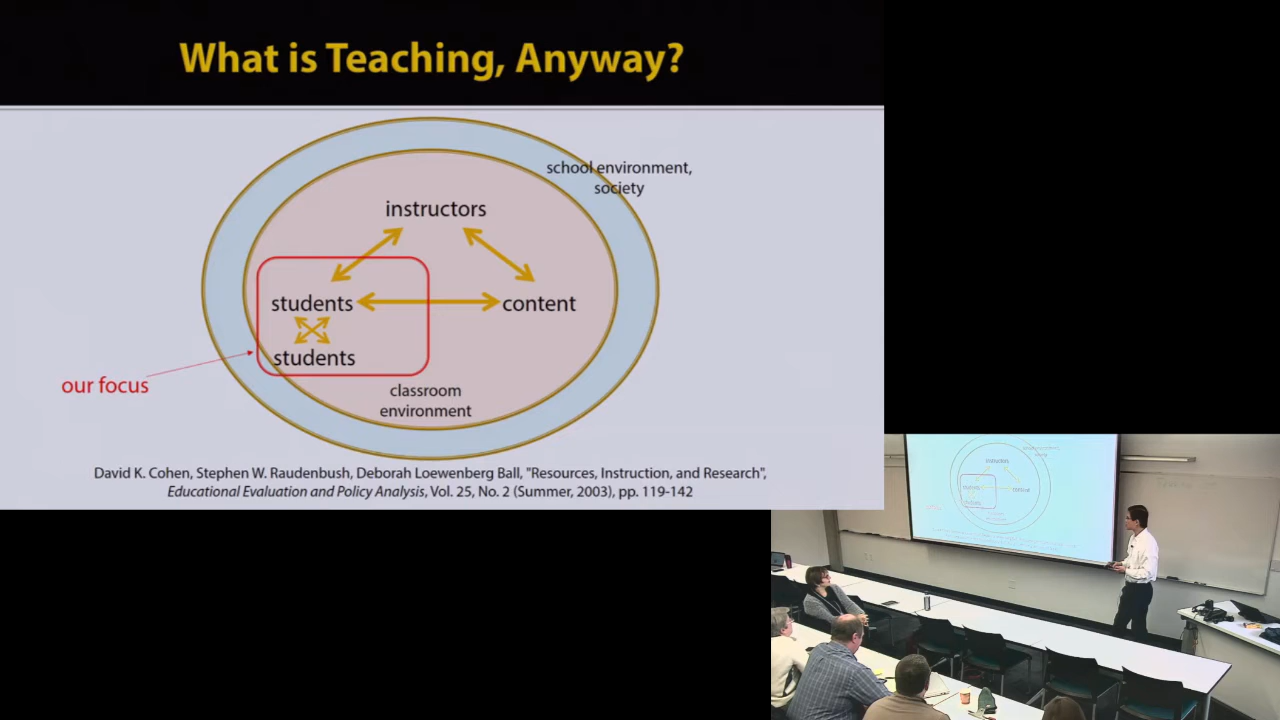 What is Teaching, Anyway?
school environment,
society
instructors
students
content
students
our focus
classroom
environment
David K. Cohen, Stephen W. Raudenbush, Deborah Loewenberg Ball, "Resources, Instruction, and Research",
Educational Evaluation and Policy Analysis, Vol. 25, No. 2 (Summer, 2003), pp. 119-142
instructors